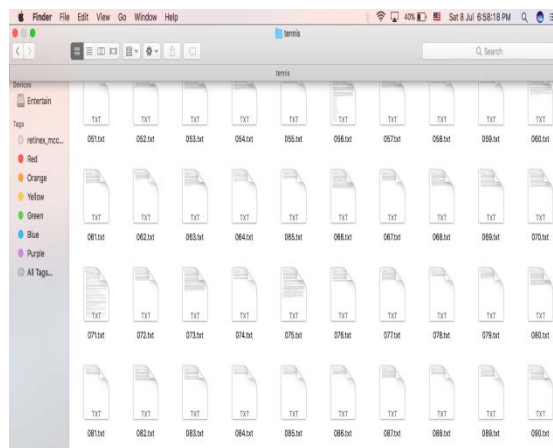 Finder File Edit View Go Window Help 40% Sat 8 Jul 6:58:18 PM
tennis
Search
tennis
Devices
Entertain
Tags
retinex_mcc...
Red
Orange
Yellow
Green
Blue
Purple
All Tags...
TXT TXT TXT TXT TXT TXT TXT TXT TXT TXT
051.txt 052.txt 053.txt 054.txt 055.txt 056.txt 057.txt 058.txt 059.txt 060.txt
TXT TXT TXT TXT TXT TXT TXT TXT TXT TXT
061.txt 062.txt 063.txt 064.txt 065.txt 066.txt 067.txt 068.txt 069.txt 070.txt
TXT TXT TXT TXT TXT TXT TXT TXT TXT TXT
071.txt 072.txt 073.txt 074.txt 075.txt 076.txt 077.txt 078.txt 079.txt 080.txt
TXT TXT TXT TXT TXT TXT TXT TXT TXT TXT
081.txt 082.txt 083.txt 084.txt 085.txt 086.txt 087.txt 088.txt 089.txt 090.txt